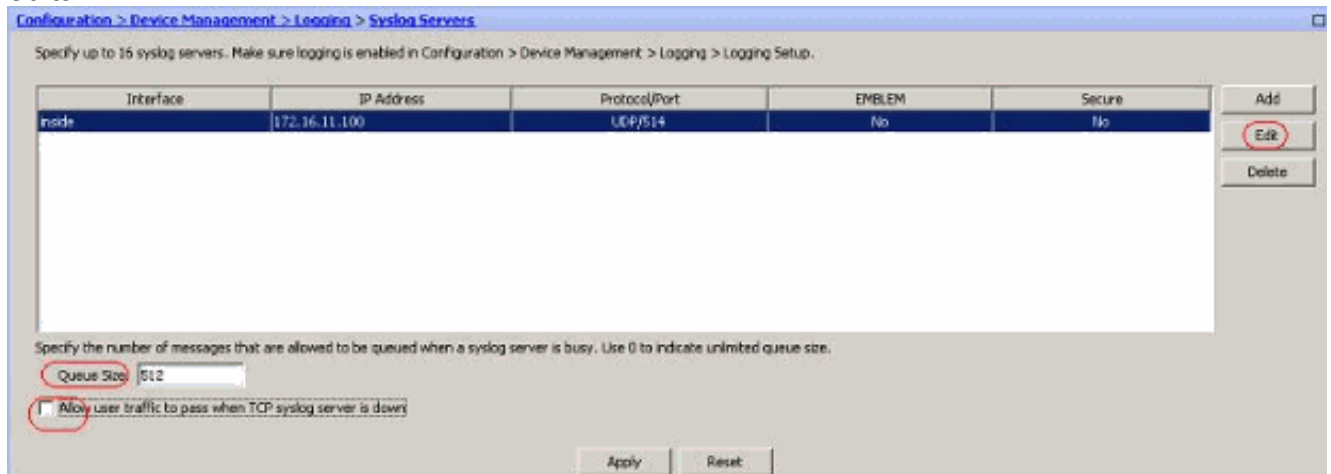 Configuration > Device Management > Logging > Syslog Servers
Specify up to 16 syslog servers. Make sure logging is enabled in Configuration > Device Management > Logging > Logging Setup.
Interface IP Address Protocol/Port EMBLEM Secure
inside 172.16.11.100 UDP/514 No No
Add
Edit
Delete
Specify the number of messages that are allowed to be queued when a syslog server is busy. Use 0 to indicate unlimited queue size.
Queue Size 512
Allow user traffic to pass when TCP syslog server is down
Apply Reset